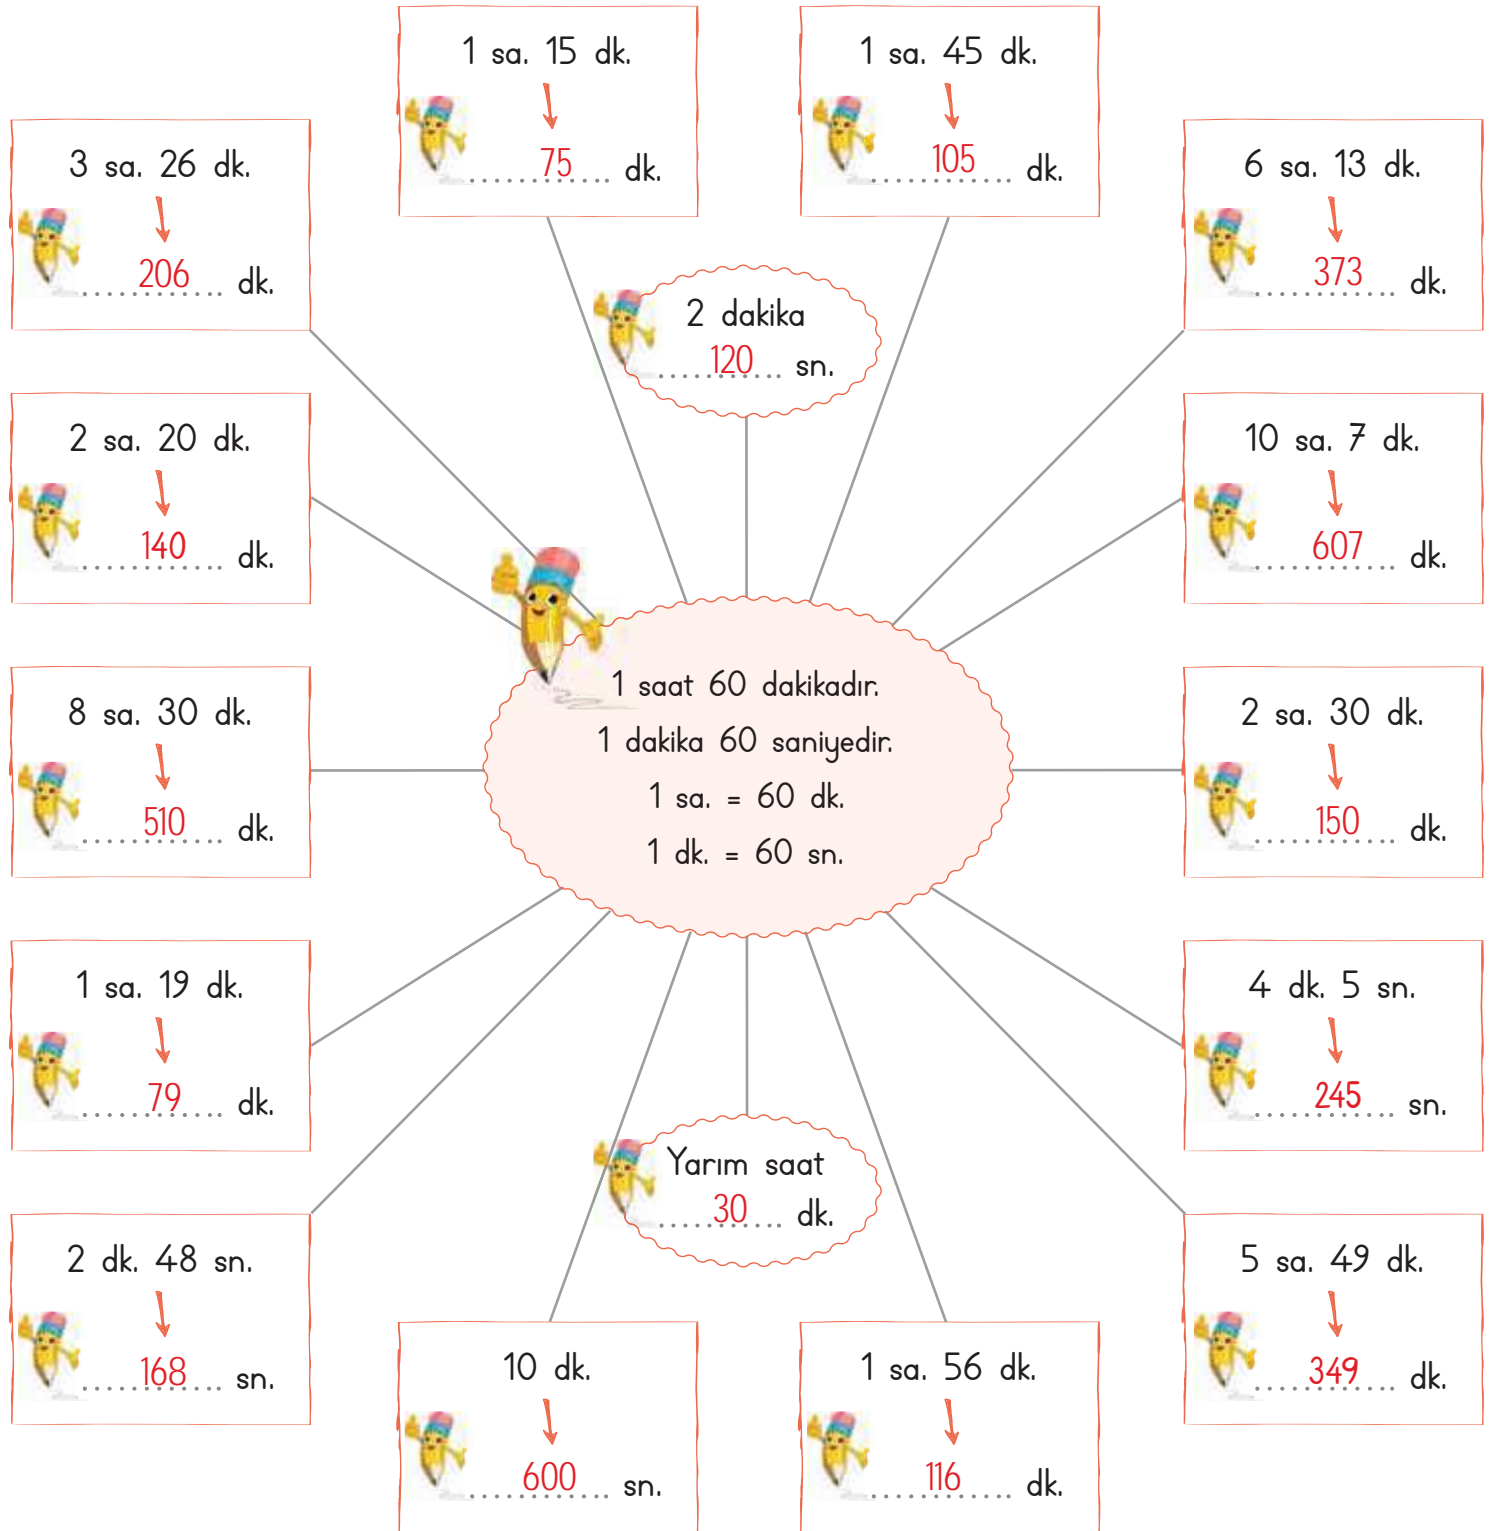 1 sa. 15 dk.
75 dk.
1 sa. 45 dk.
105 dk.
3 sa. 26 dk.
206 dk.
6 sa. 13 dk.
373 dk.
2 dakika
120 sn.
2 sa. 20 dk.
140 dk.
10 sa. 7 dk.
607 dk.
1 saat 60 dakikadır.
1 dakika 60 saniyedir.
1 sa. = 60 dk.
1 dk. = 60 sn.
8 sa. 30 dk.
510 dk.
2 sa. 30 dk.
150 dk.
1 sa. 19 dk.
79 dk.
4 dk. 5 sn.
245 sn.
Yarım saat
30 dk.
2 dk. 48 sn.
168 sn.
5 sa. 49 dk.
349 dk.
10 dk.
600 sn.
1 sa. 56 dk.
116 dk.